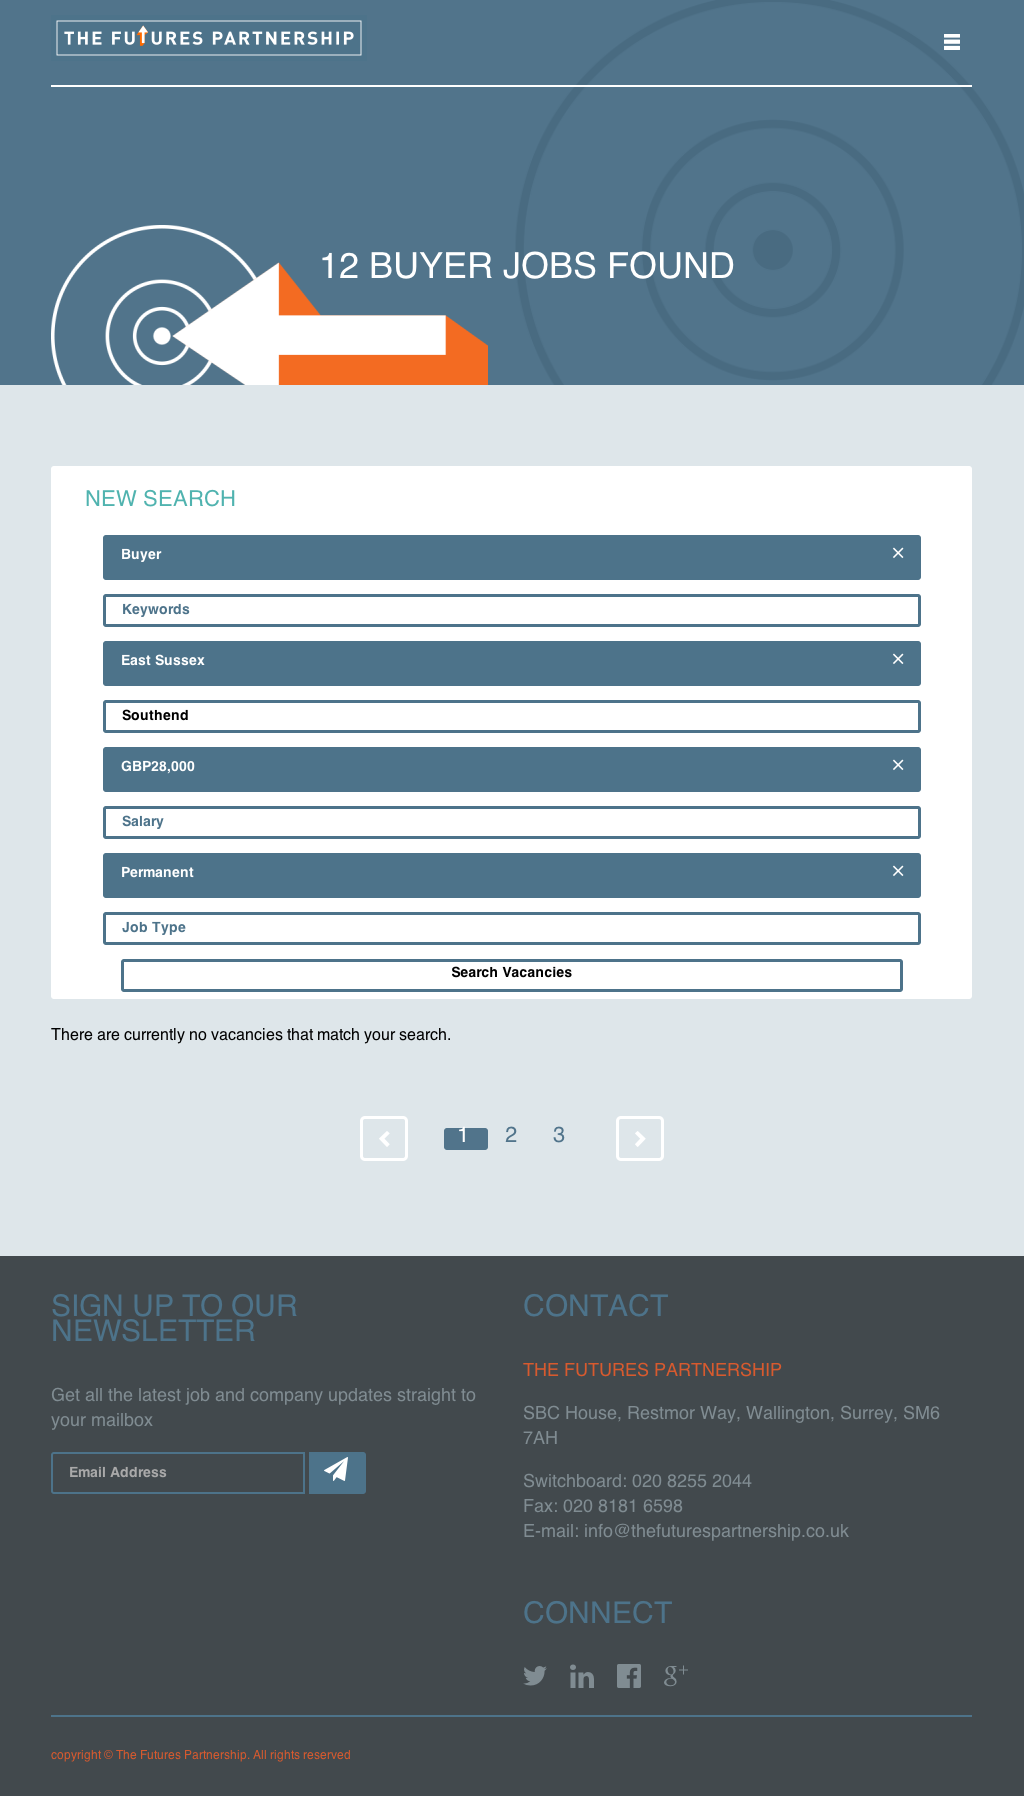 THE FUTURES PARTNERSHIP
12 BUYER JOBS FOUND
NEW SEARCH
Buyer
Keywords
East Sussex
Southend
GBP28,000
Salary
Permanent
Job Type
Search Vacancies
There are currently no vacancies that match your search.
1 2 3
SIGN UP TO OUR
NEWSLETTER
Get all the latest job and company updates straight to
your mailbox
Email Address
CONTACT
THE FUTURES PARTNERSHIP
SBC House, Restmor Way, Wallington, Surrey, SM6
7AH
Switchboard: 020 8255 2044
Fax: 020 8181 6598
E-mail: info@thefuturespartnership.co.uk
CONNECT
copyright © The Futures Partnership. All rights reserved